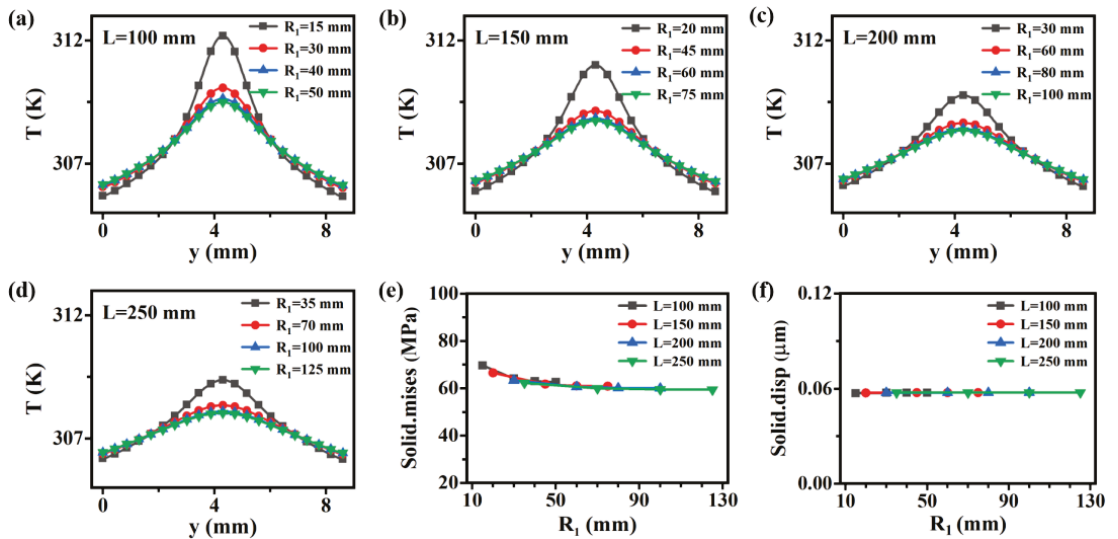 (a)
L=100 mm
R₁=15 mm
R₁=30 mm
R₁=40 mm
R₁=50 mm
312
307
T (K)
0 4 8
y (mm)
(b)
L=150 mm
R₁=20 mm
R₁=45 mm
R₁=60 mm
R₁=75 mm
312
307
T (K)
0 4 8
y (mm)
(c)
L=200 mm
R₁=30 mm
R₁=60 mm
R₁=80 mm
R₁=100 mm
312
307
T (K)
0 4 8
y (mm)
(d)
L=250 mm
R₁=35 mm
R₁=70 mm
R₁=100 mm
R₁=125 mm
312
307
T (K)
0 4 8
y (mm)
(e)
L=100 mm
L=150 mm
L=200 mm
L=250 mm
100
80
60
40
20
Solid.mises (MPa)
10 50 90 130
R₁ (mm)
(f)
L=100 mm
L=150 mm
L=200 mm
L=250 mm
0.12
0.06
0.00
Solid.disp (μm)
10 50 90 130
R₁ (mm)